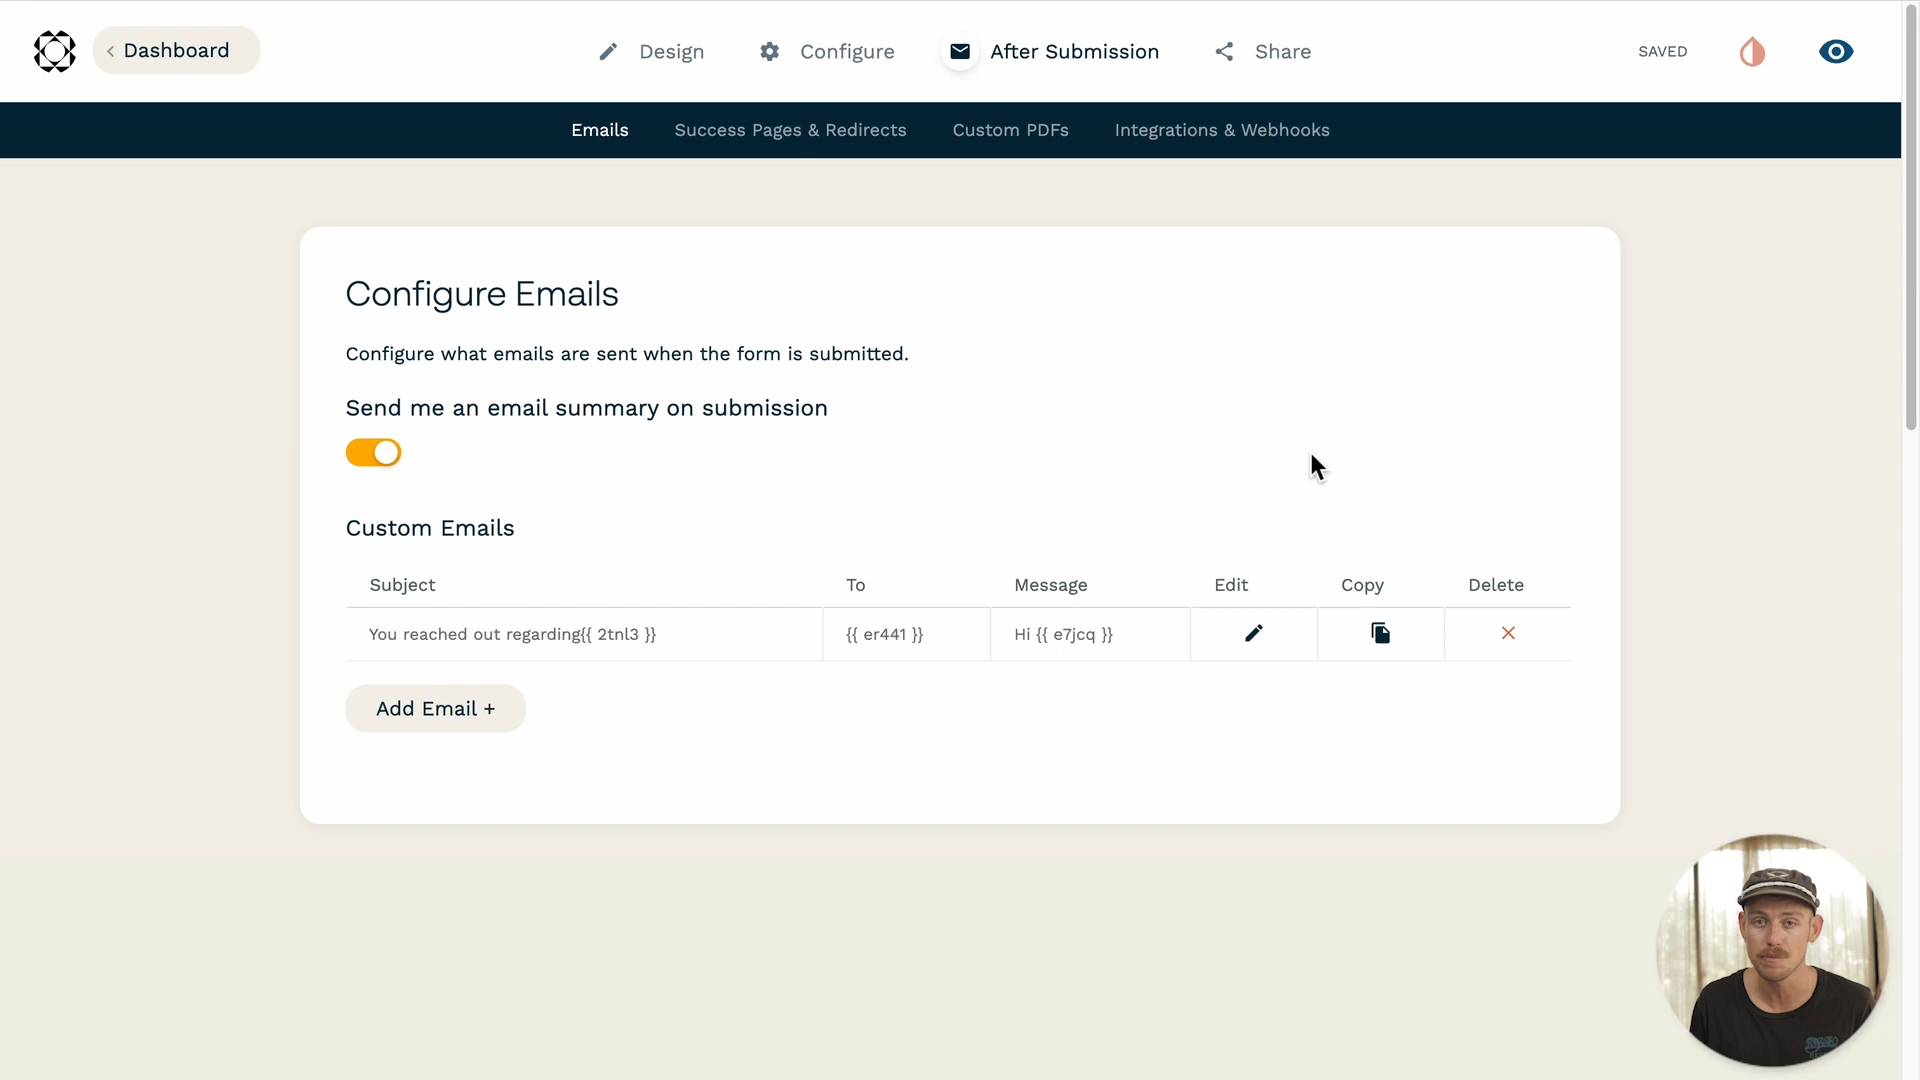 Dashboard
Design
Configure
After Submission
Share
SAVED
Emails
Success Pages & Redirects
Custom PDFs
Integrations & Webhooks
Configure Emails
Configure what emails are sent when the form is submitted.
Send me an email summary on submission
Custom Emails
Subject To Message Edit Copy Delete
You reached out regarding{{ 2tnl3 }} {{ er441 }} Hi {{ e7jcq }}
Add Email +